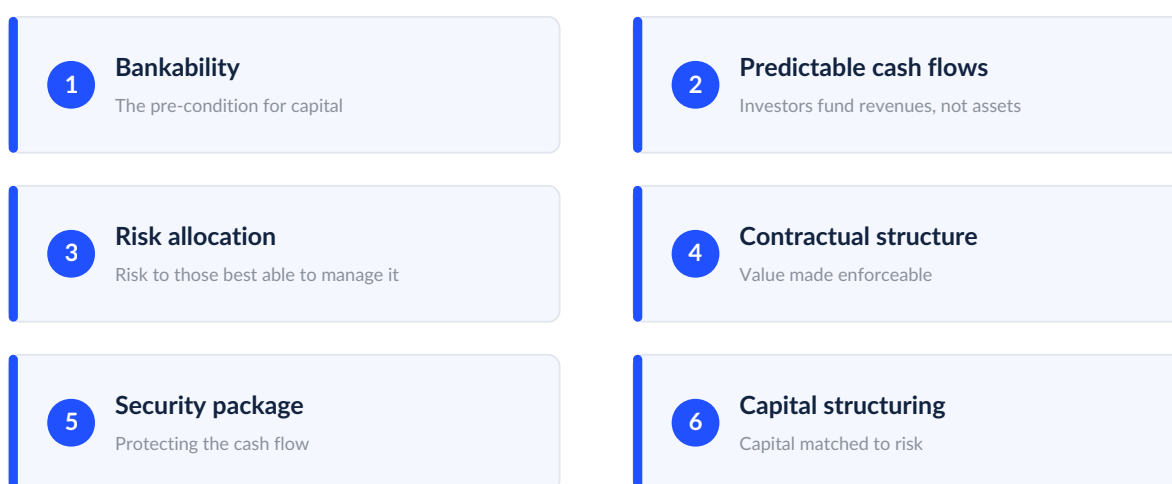 1
Bankability
The pre-condition for capital
2
Predictable cash flows
Investors fund revenues, not assets
3
Risk allocation
Risk to those best able to manage it
4
Contractual structure
Value made enforceable
5
Security package
Protecting the cash flow
6
Capital structuring
Capital matched to risk